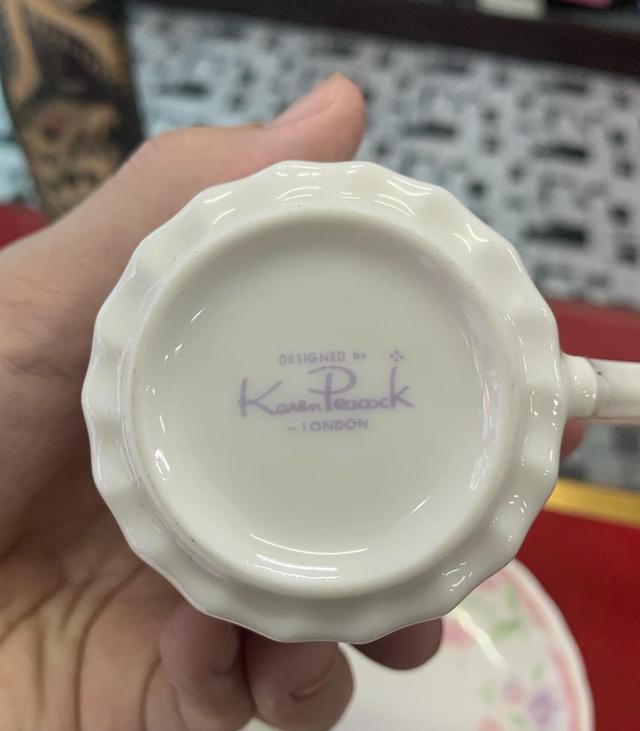 DESIGNED by
Karen Peacock
in LONDON